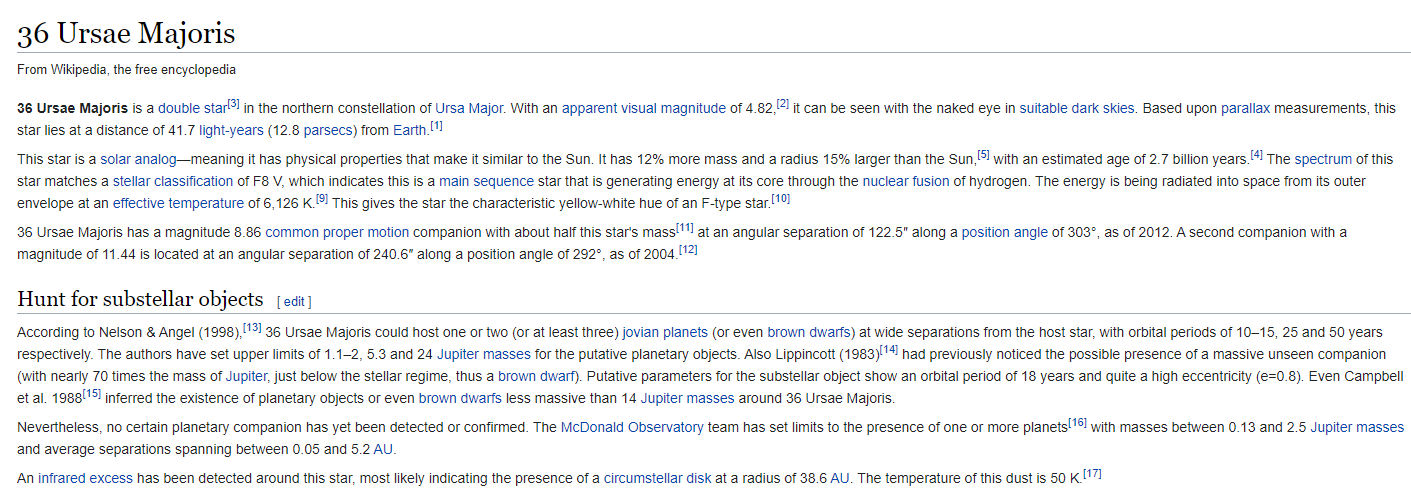 36 Ursae Majoris
From Wikipedia, the free encyclopedia
36 Ursae Majoris is a double star[3] in the northern constellation of Ursa Major. With an apparent visual magnitude of 4.82,[2] it can be seen with the naked eye in suitable dark skies. Based upon parallax measurements, this
star lies at a distance of 41.7 light-years (12.8 parsecs) from Earth.[1]
This star is a solar analog—meaning it has physical properties that make it similar to the Sun. It has 12% more mass and a radius 15% larger than the Sun,[5] with an estimated age of 2.7 billion years.[4] The spectrum of this
star matches a stellar classification of F8 V, which indicates this is a main sequence star that is generating energy at its core through the nuclear fusion of hydrogen. The energy is being radiated into space from its outer
envelope at an effective temperature of 6,126 K.[9] This gives the star the characteristic yellow-white hue of an F-type star.[10]
36 Ursae Majoris has a magnitude 8.86 common proper motion companion with about half this star's mass[11] at an angular separation of 122.5″ along a position angle of 303°, as of 2012. A second companion with a
magnitude of 11.44 is located at an angular separation of 240.6″ along a position angle of 292°, as of 2004.[12]
Hunt for substellar objects [ edit ]
According to Nelson & Angel (1998),[13] 36 Ursae Majoris could host one or two (or at least three) jovian planets (or even brown dwarfs) at wide separations from the host star, with orbital periods of 10–15, 25 and 50 years
respectively. The authors have set upper limits of 1.1–2, 5.3 and 24 Jupiter masses for the putative planetary objects. Also Lippincott (1983)[14] had previously noticed the possible presence of a massive unseen companion
(with nearly 70 times the mass of Jupiter, just below the stellar regime, thus a brown dwarf). Putative parameters for the substellar object show an orbital period of 18 years and quite a high eccentricity (e=0.8). Even Campbell
et al. 1988[15] inferred the existence of planetary objects or even brown dwarfs less massive than 14 Jupiter masses around 36 Ursae Majoris.
Nevertheless, no certain planetary companion has yet been detected or confirmed. The McDonald Observatory team has set limits to the presence of one or more planets[16] with masses between 0.13 and 2.5 Jupiter masses
and average separations spanning between 0.05 and 5.2 AU.
An infrared excess has been detected around this star, most likely indicating the presence of a circumstellar disk at a radius of 38.6 AU. The temperature of this dust is 50 K.[17]